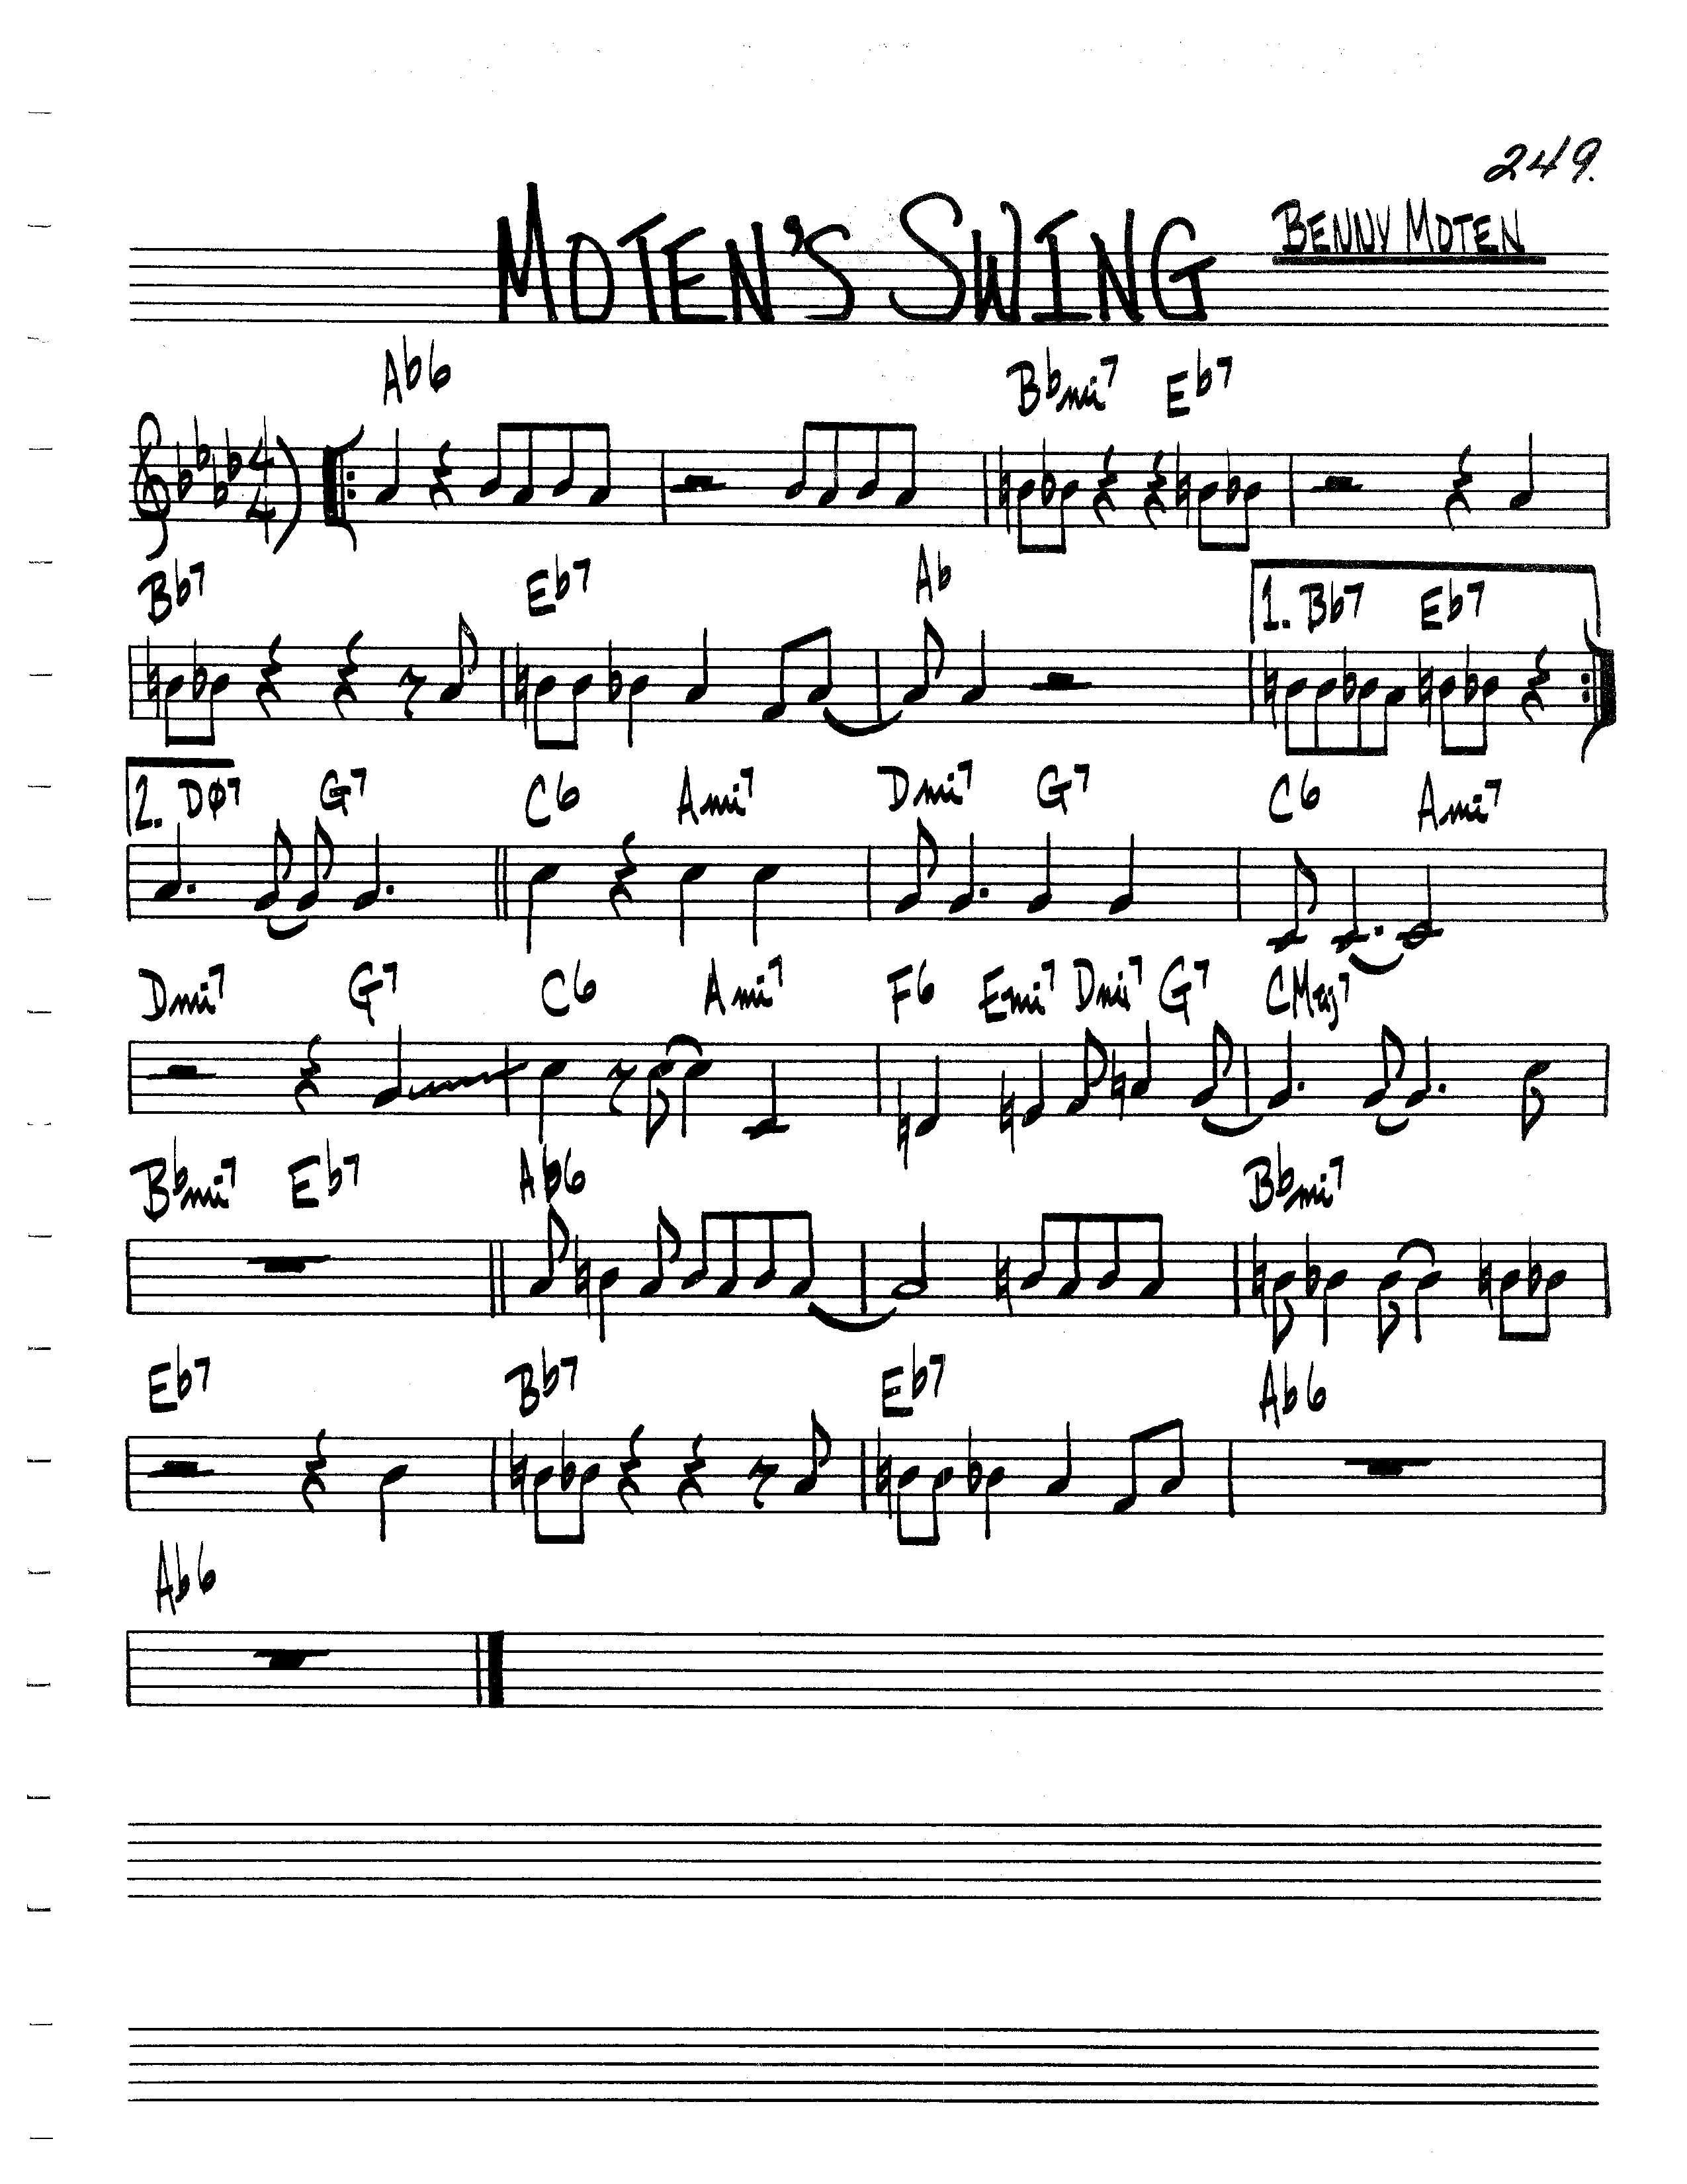 249.
MOTEN'S SWING
BENNY MOTEN
Ab6 Bbmi7 Eb7
4
4
Bb7 Eb7 Ab 1. Bb7 Eb7
2. DØ7 G7 C6 Ami7 Dmi7 G7 C6 Ami7
Dmi7 G7 C6 Ami7 F6 Emi7 Dmi7 G7 CMaj7
Bbmi7 Eb7 Ab6 Bbmi7
Eb7 Bb7 Eb7 Ab6
Ab6